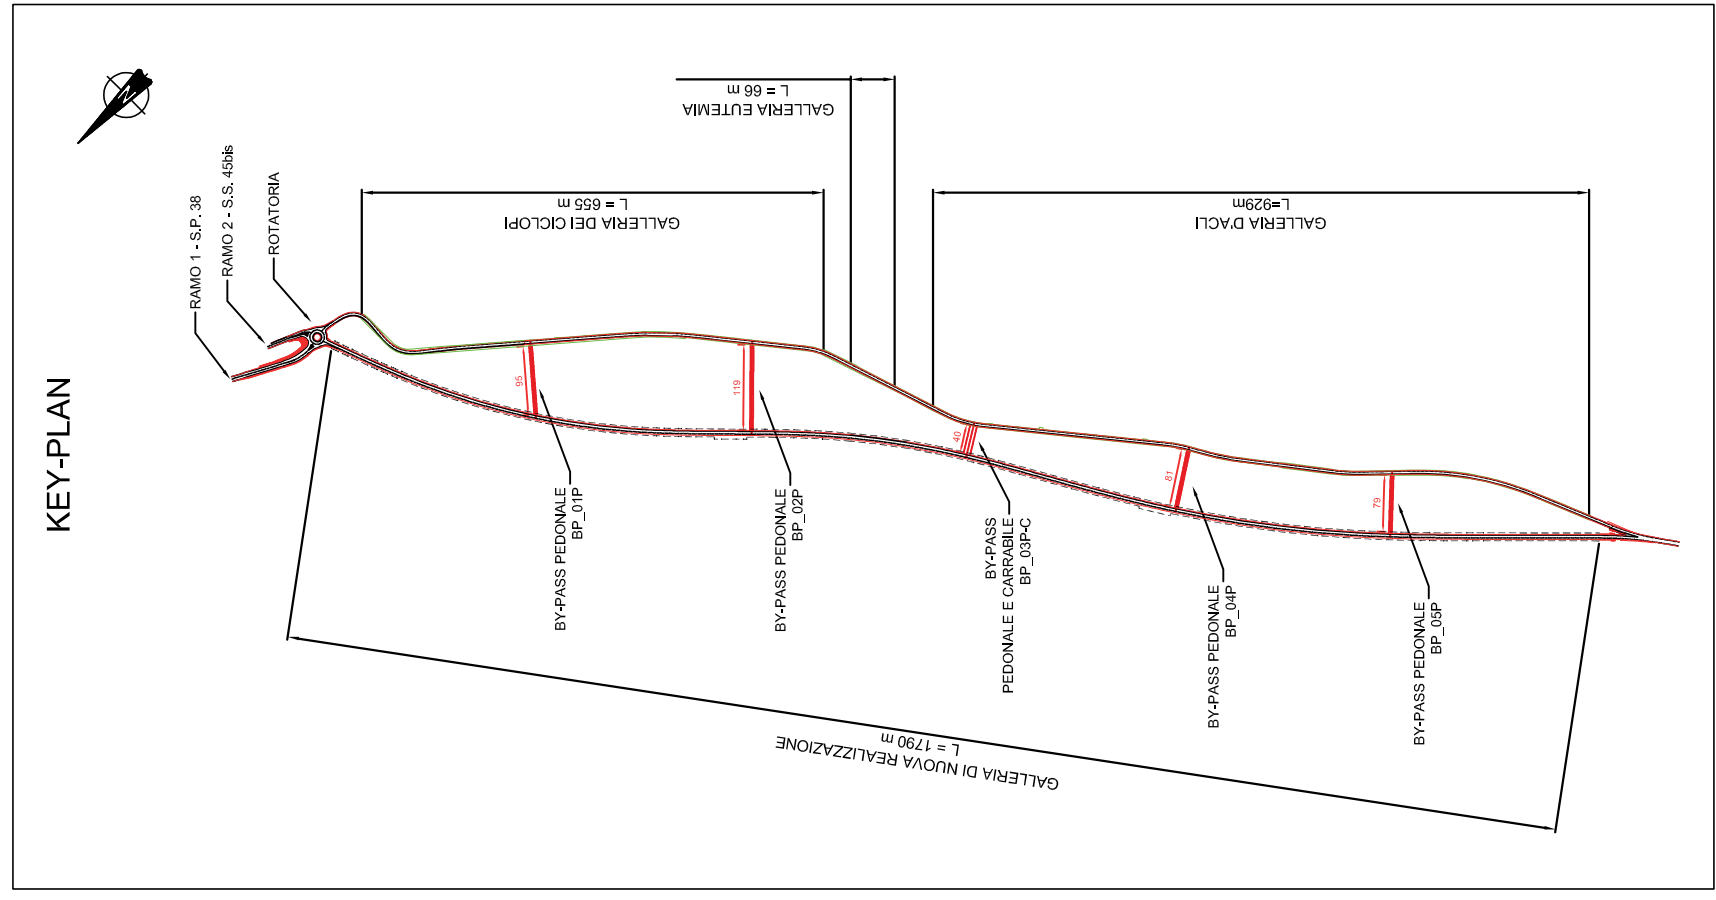 KEY-PLAN
N
RAMO 1 - S.P. 38
RAMO 2 - S.S. 45bis
ROTATORIA
GALLERIA DEI CICLOPI
L = 655 m
GALLERIA EUTEMIA
L = 66 m
GALLERIA D'ACLI
L=929m
95
119
40
81
79
BY-PASS PEDONALE
BP_01P
BY-PASS PEDONALE
BP_02P
BY-PASS
PEDONALE E CARRABILE
BP_03P-C
BY-PASS PEDONALE
BP_04P
BY-PASS PEDONALE
BP_05P
GALLERIA DI NUOVA REALIZZAZIONE
L = 1790 m